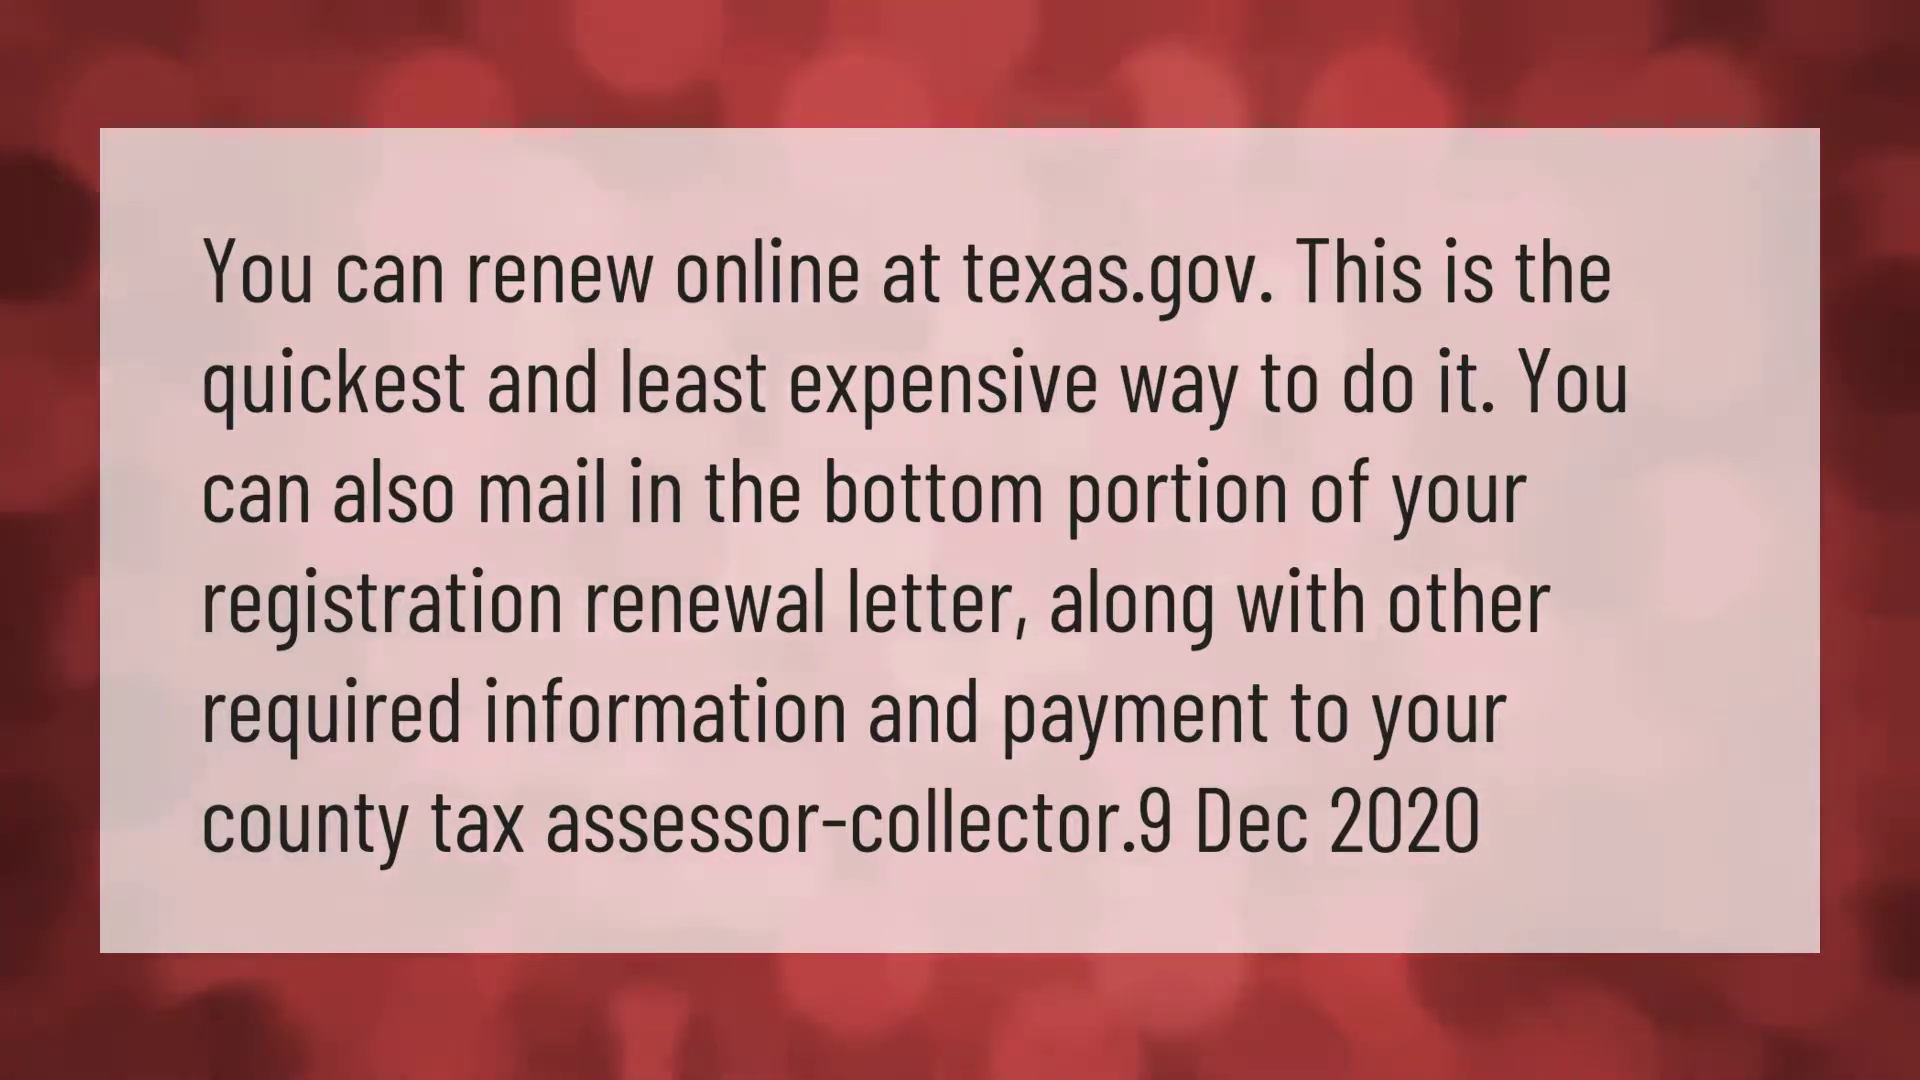 You can renew online at texas.gov. This is the
quickest and least expensive way to do it. You
can also mail in the bottom portion of your
registration renewal letter, along with other
required information and payment to your
county tax assessor-collector.9 Dec 2020